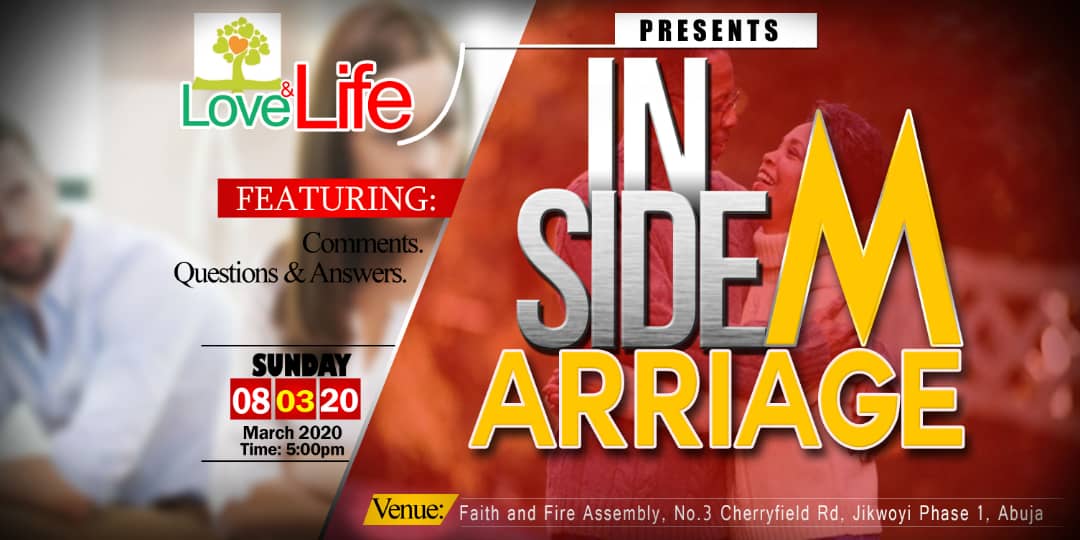 Love & Life
PRESENTS
IN
SIDE
MARRIAGE
FEATURING:
Comments.
Questions & Answers.
SUNDAY
08 03 20
March 2020
Time: 5:00pm
Venue: Faith and Fire Assembly, No.3 Cherryfield Rd, Jikwoyi Phase 1, Abuja